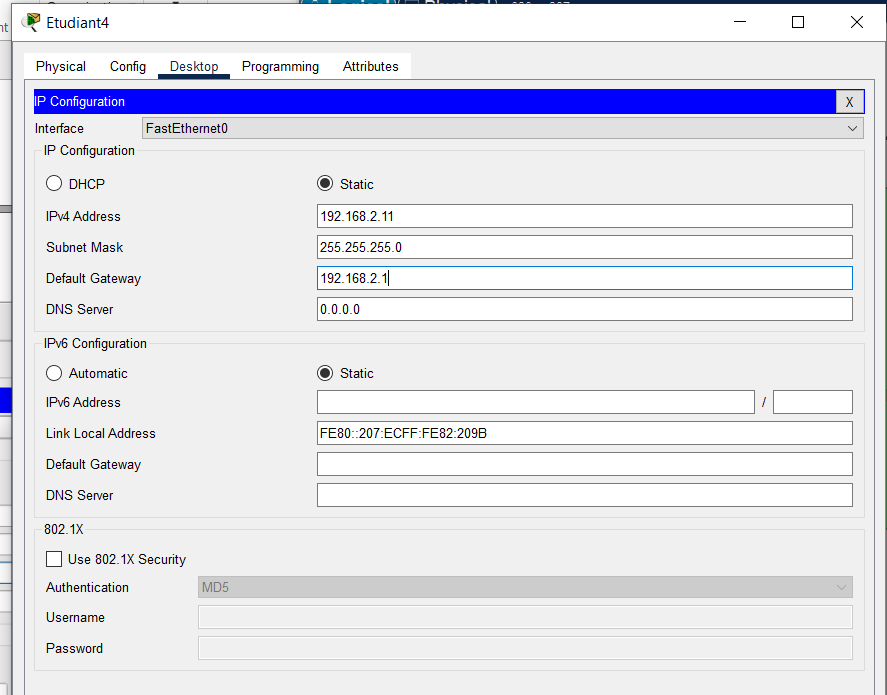 Etudiant4
Physical Config Desktop Programming Attributes
IP Configuration X
Interface FastEthernet0
IP Configuration
DHCP Static
IPv4 Address 192.168.2.11
Subnet Mask 255.255.255.0
Default Gateway 192.168.2.1
DNS Server 0.0.0.0
IPv6 Configuration
Automatic Static
IPv6 Address /
Link Local Address FE80::207:ECFF:FE82:209B
Default Gateway
DNS Server
802.1X
Use 802.1X Security
Authentication MD5
Username
Password